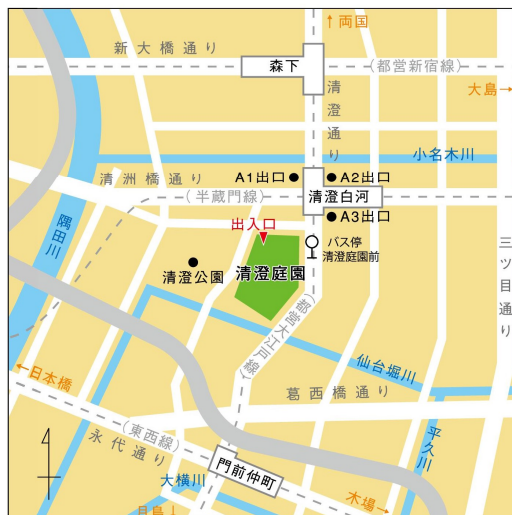 ↑両国
新大橋通り
森下
(都営新宿線)
大島→
清澄通り
小名木川
A1出口
A2出口
清洲橋通り
(半蔵門線)
清澄白河
A3出口
出入口
隅田川
バス停
清澄庭園前
三ツ目通り
清澄公園
清澄庭園
(都営大江戸線)
仙台堀川
←日本橋
葛西橋通り
(東西線)
永代通り
平久川
門前仲町
大横川
木場→